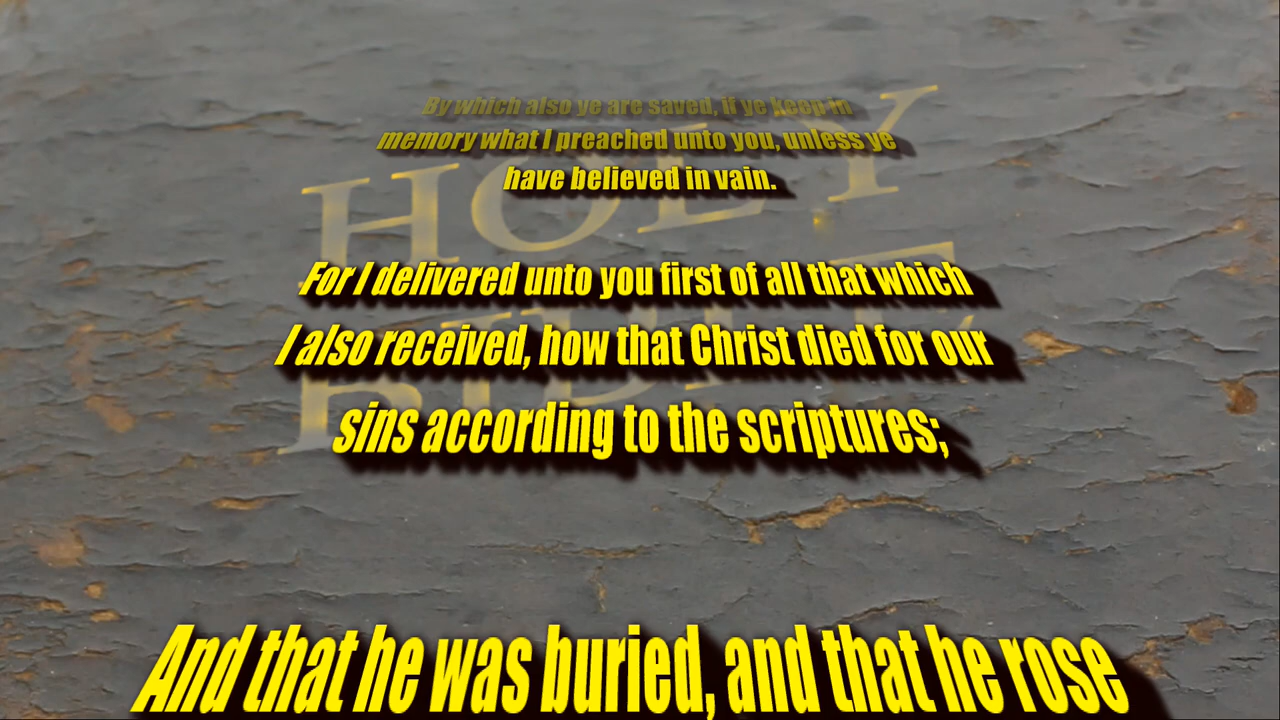 By which also ye are saved, if ye keep in
memory what I preached unto you, unless ye
have believed in vain.
HOLY
BIBLE
For I delivered unto you first of all that which
I also received, how that Christ died for our
sins according to the scriptures;
And that he was buried, and that he rose